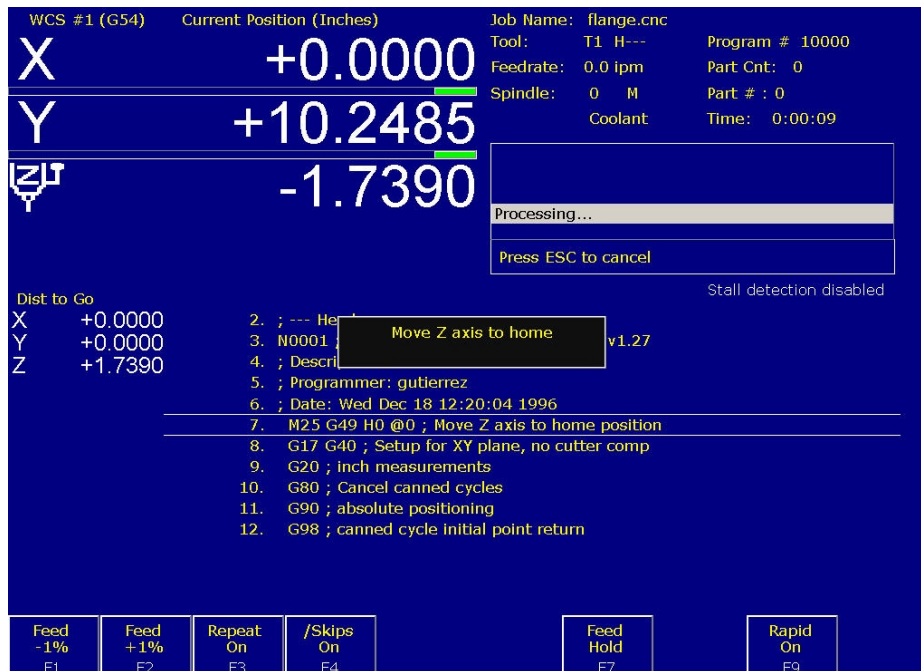 WCS #1 (G54) Current Position (Inches)
X +0.0000
Y +10.2485
Z -1.7390
Job Name: flange.cnc
Tool: T1 H--- Program # 10000
Feedrate: 0.0 ipm Part Cnt: 0
Spindle: 0 M Part # : 0
Coolant Time: 0:00:09
Processing...
Press ESC to cancel
Stall detection disabled
Dist to Go
X +0.0000
Y +0.0000
Z +1.7390
2. ; ---
3. N0001 ; v1.27
4. ;
5. ; Programmer: gutierrez
6. ; Date: Wed Dec 18 12:20:04 1996
7. M25 G49 H0 @0 ; Move Z axis to home position
8. G17 G40 ; Setup for XY plane, no cutter comp
9. G20 ; inch measurements
10. G80 ; Cancel canned cycles
11. G90 ; absolute positioning
12. G98 ; canned cycle initial point return
Move Z axis to home
Feed -1% F1
Feed +1% F2
Repeat On F3
/Skips On F4
Feed Hold F7
Rapid On F9